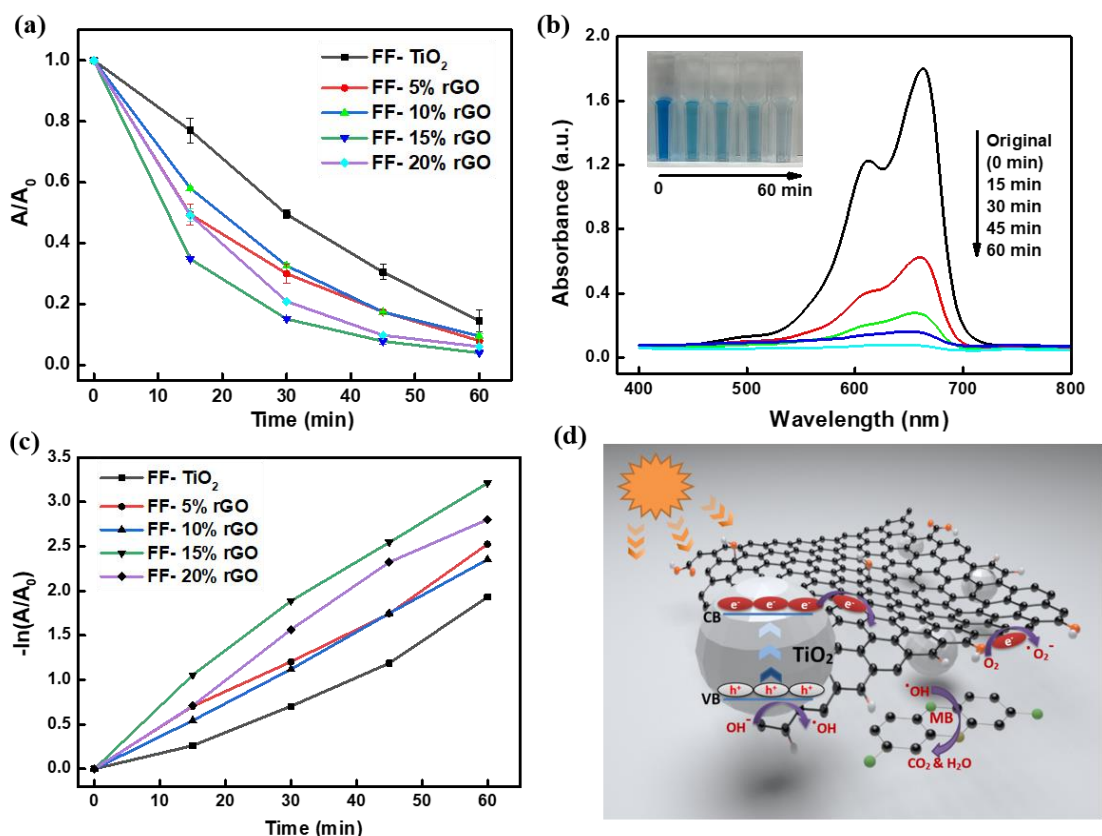 (a)
FF- TiO₂
FF- 5% rGO
FF- 10% rGO
FF- 15% rGO
FF- 20% rGO
1.0
0.8
0.6
0.4
0.2
0.0
A/A₀
0 10 20 30 40 50 60
Time (min)
(b)
2.0
1.6
1.2
0.8
0.4
0.0
Absorbance (a.u.)
0 60 min
Original
(0 min)
15 min
30 min
45 min
60 min
400 500 600 700 800
Wavelength (nm)
(c)
FF- TiO₂
FF- 5% rGO
FF- 10% rGO
FF- 15% rGO
FF- 20% rGO
3.5
3.0
2.5
2.0
1.5
1.0
0.5
0.0
-ln(A/A₀)
0 10 20 30 40 50 60
Time (min)
(d)
CB e⁻ e⁻ e⁻ e⁻
TiO₂
VB h⁺ h⁺ h⁺
OH⁻ •OH
O₂ e⁻ •O₂⁻
•OH
MB
CO₂ & H₂O